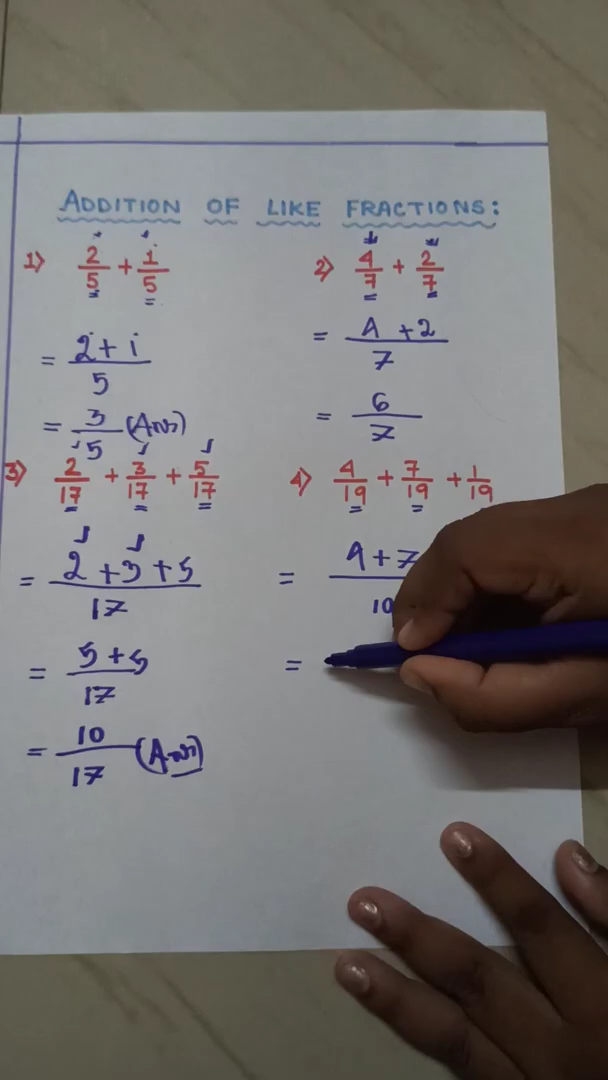 ADDITION OF LIKE FRACTIONS:
1) 2/5 + 1/5
= 2+1/5
= 3/5 (Ans)
2) 4/7 + 2/7
= 4+2/7
= 6/7
3) 2/17 + 3/17 + 5/17
= 2+3+5/17
= 5+5/17
= 10/17 (Ans)
4) 4/19 + 7/19 + 1/19
= 4+7
=